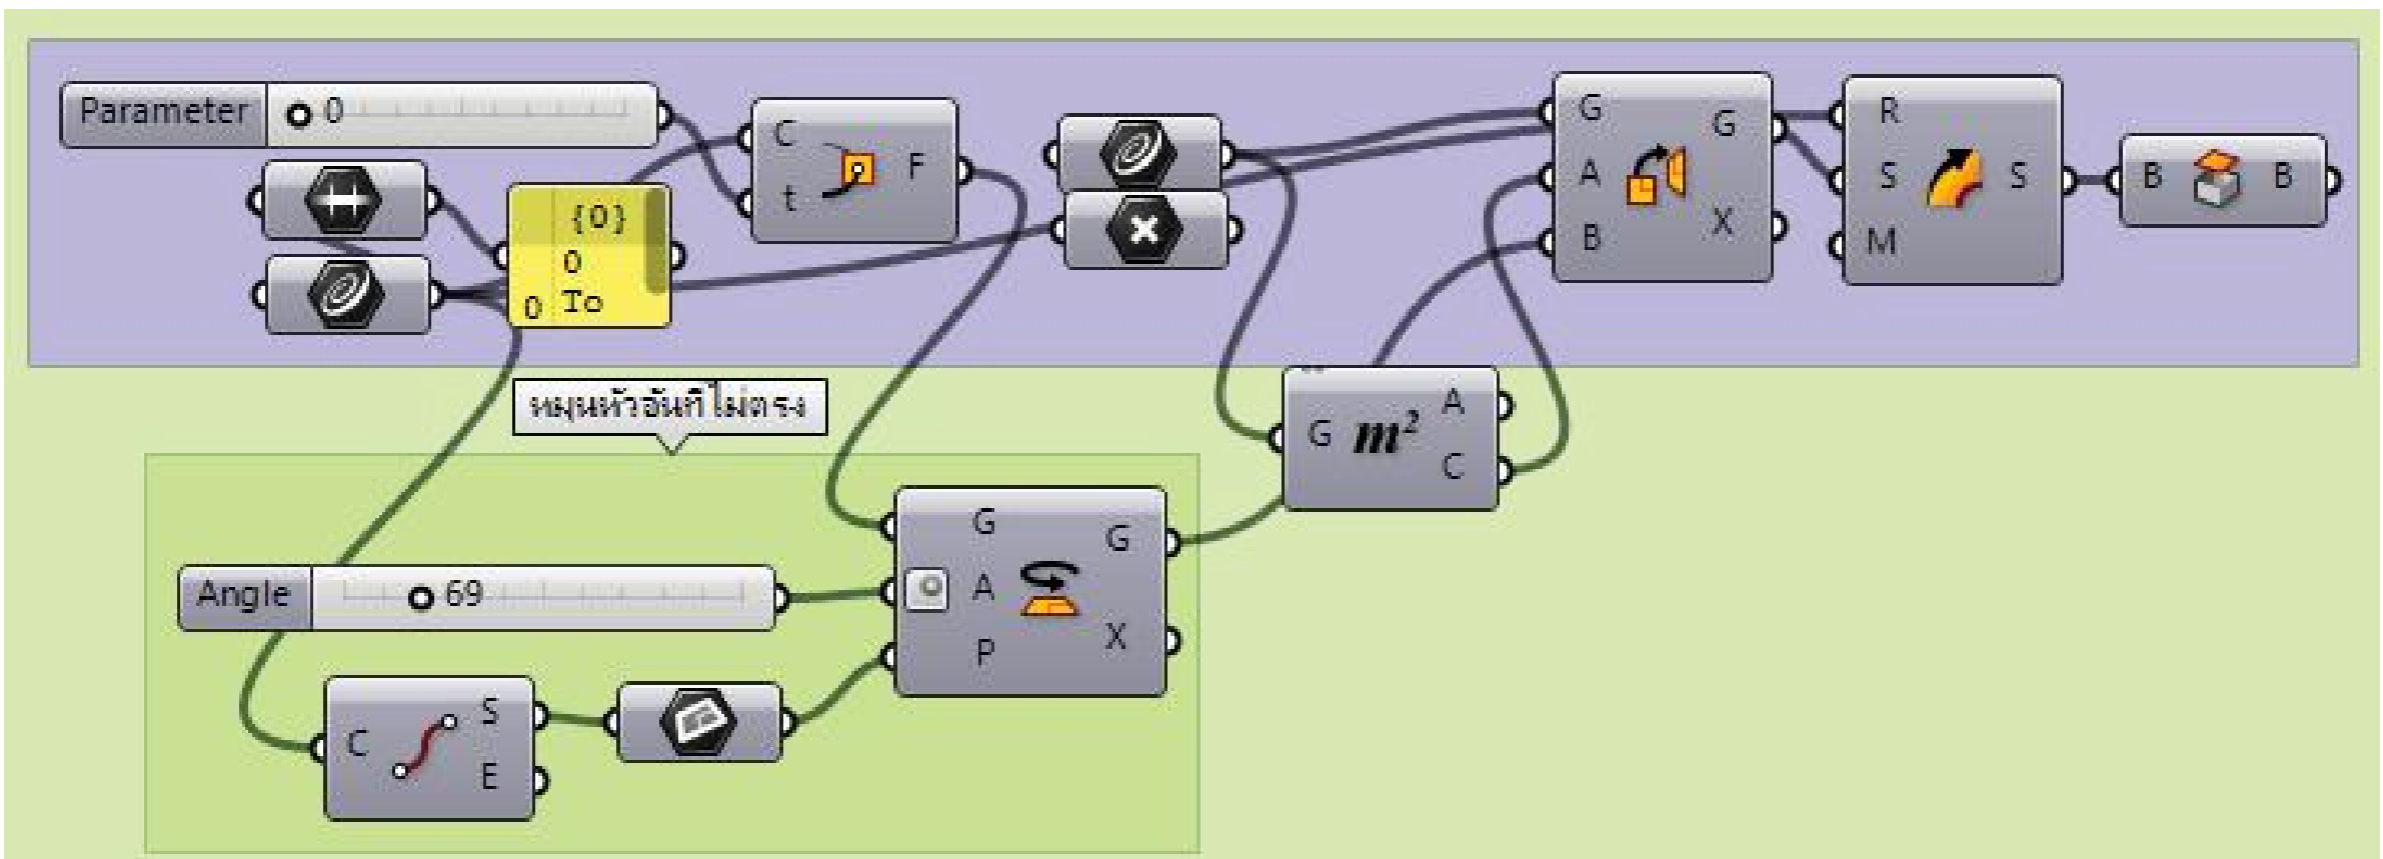 Parameter 0
{0}
0
0 To
C F
t
G G
A X
B
R S
S
M
B B
หมุนหัวอันที่ไม่ตรง
G m² A
C
G G
A X
P
Angle 69
C S
E